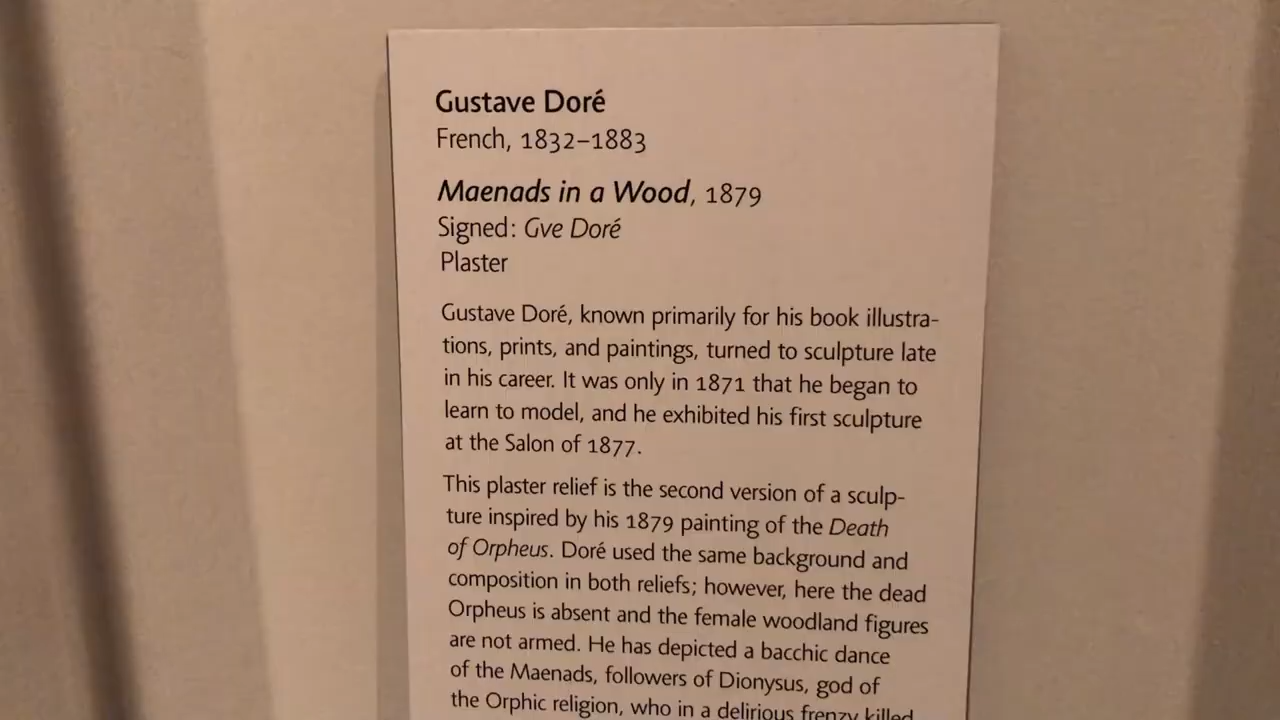 Gustave Doré
French, 1832–1883
Maenads in a Wood, 1879
Signed: Gve Doré
Plaster
Gustave Doré, known primarily for his book illustra-
tions, prints, and paintings, turned to sculpture late
in his career. It was only in 1871 that he began to
learn to model, and he exhibited his first sculpture
at the Salon of 1877.
This plaster relief is the second version of a sculp-
ture inspired by his 1879 painting of the Death
of Orpheus. Doré used the same background and
composition in both reliefs; however, here the dead
Orpheus is absent and the female woodland figures
are not armed. He has depicted a bacchic dance
of the Maenads, followers of Dionysus, god of
the Orphic religion, who in a delirious frenzy killed